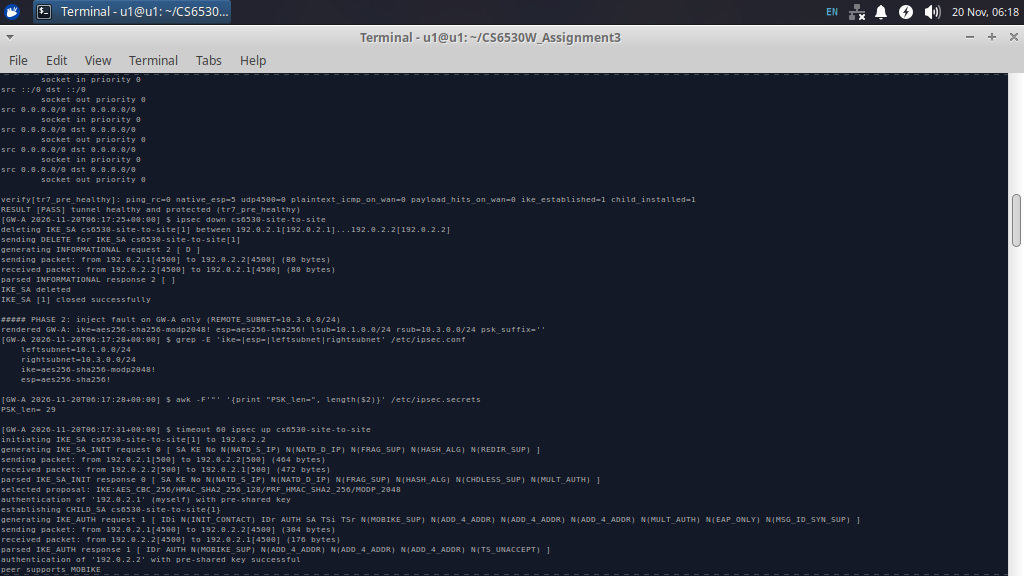 Terminal - u1@u1: ~/CS6530...
EN
20 Nov, 06:18
Terminal - u1@u1: ~/CS6530W_Assignment3
File Edit View Terminal Tabs Help
socket in priority 0
src ::/0 dst ::/0
socket out priority 0
src 0.0.0.0/0 dst 0.0.0.0/0
socket in priority 0
src 0.0.0.0/0 dst 0.0.0.0/0
socket out priority 0
src 0.0.0.0/0 dst 0.0.0.0/0
socket in priority 0
src 0.0.0.0/0 dst 0.0.0.0/0
socket out priority 0
verify[tr7_pre_healthy]: ping_rc=0 native_esp=5 udp4500=0 plaintext_icmp_on_wan=0 payload_hits_on_wan=0 ike_established=1 child_installed=1
RESULT [PASS] tunnel healthy and protected (tr7_pre_healthy)
[GW-A 2026-11-20T06:17:25+00:00] $ ipsec down cs6530-site-to-site
deleting IKE_SA cs6530-site-to-site[1] between 192.0.2.1[192.0.2.1]...192.0.2.2[192.0.2.2]
sending DELETE for IKE_SA cs6530-site-to-site[1]
generating INFORMATIONAL request 2 [ D ]
sending packet: from 192.0.2.1[4500] to 192.0.2.2[4500] (80 bytes)
received packet: from 192.0.2.2[4500] to 192.0.2.1[4500] (80 bytes)
parsed INFORMATIONAL response 2 [ ]
IKE_SA deleted
IKE_SA [1] closed successfully
##### PHASE 2: inject fault on GW-A only (REMOTE_SUBNET=10.3.0.0/24)
rendered GW-A: ike=aes256-sha256-modp2048! esp=aes256-sha256! lsub=10.1.0.0/24 rsub=10.3.0.0/24 psk_suffix=''
[GW-A 2026-11-20T06:17:28+00:00] $ grep -E 'ike=|esp=|leftsubnet|rightsubnet' /etc/ipsec.conf
leftsubnet=10.1.0.0/24
rightsubnet=10.3.0.0/24
ike=aes256-sha256-modp2048!
esp=aes256-sha256!
[GW-A 2026-11-20T06:17:28+00:00] $ awk -F'"' '{print "PSK_len=", length($2)}' /etc/ipsec.secrets
PSK_len= 29
[GW-A 2026-11-20T06:17:31+00:00] $ timeout 60 ipsec up cs6530-site-to-site
initiating IKE_SA cs6530-site-to-site[1] to 192.0.2.2
generating IKE_SA_INIT request 0 [ SA KE No N(NATD_S_IP) N(NATD_D_IP) N(FRAG_SUP) N(HASH_ALG) N(REDIR_SUP) ]
sending packet: from 192.0.2.1[500] to 192.0.2.2[500] (464 bytes)
received packet: from 192.0.2.2[500] to 192.0.2.1[500] (472 bytes)
parsed IKE_SA_INIT response 0 [ SA KE No N(NATD_S_IP) N(NATD_D_IP) N(FRAG_SUP) N(HASH_ALG) N(CHDLESS_SUP) N(MULT_AUTH) ]
selected proposal: IKE:AES_CBC_256/HMAC_SHA2_256_128/PRF_HMAC_SHA2_256/MODP_2048
authentication of '192.0.2.1' (myself) with pre-shared key
establishing CHILD_SA cs6530-site-to-site{1}
generating IKE_AUTH request 1 [ IDi N(INIT_CONTACT) IDr AUTH SA TSi TSr N(MOBIKE_SUP) N(ADD_4_ADDR) N(ADD_4_ADDR) N(ADD_4_ADDR) N(MULT_AUTH) N(EAP_ONLY) N(MSG_ID_SYN_SUP) ]
sending packet: from 192.0.2.1[4500] to 192.0.2.2[4500] (304 bytes)
received packet: from 192.0.2.2[4500] to 192.0.2.1[4500] (176 bytes)
parsed IKE_AUTH response 1 [ IDr AUTH N(MOBIKE_SUP) N(ADD_4_ADDR) N(ADD_4_ADDR) N(ADD_4_ADDR) N(TS_UNACCEPT) ]
authentication of '192.0.2.2' with pre-shared key successful
peer supports MOBIKE